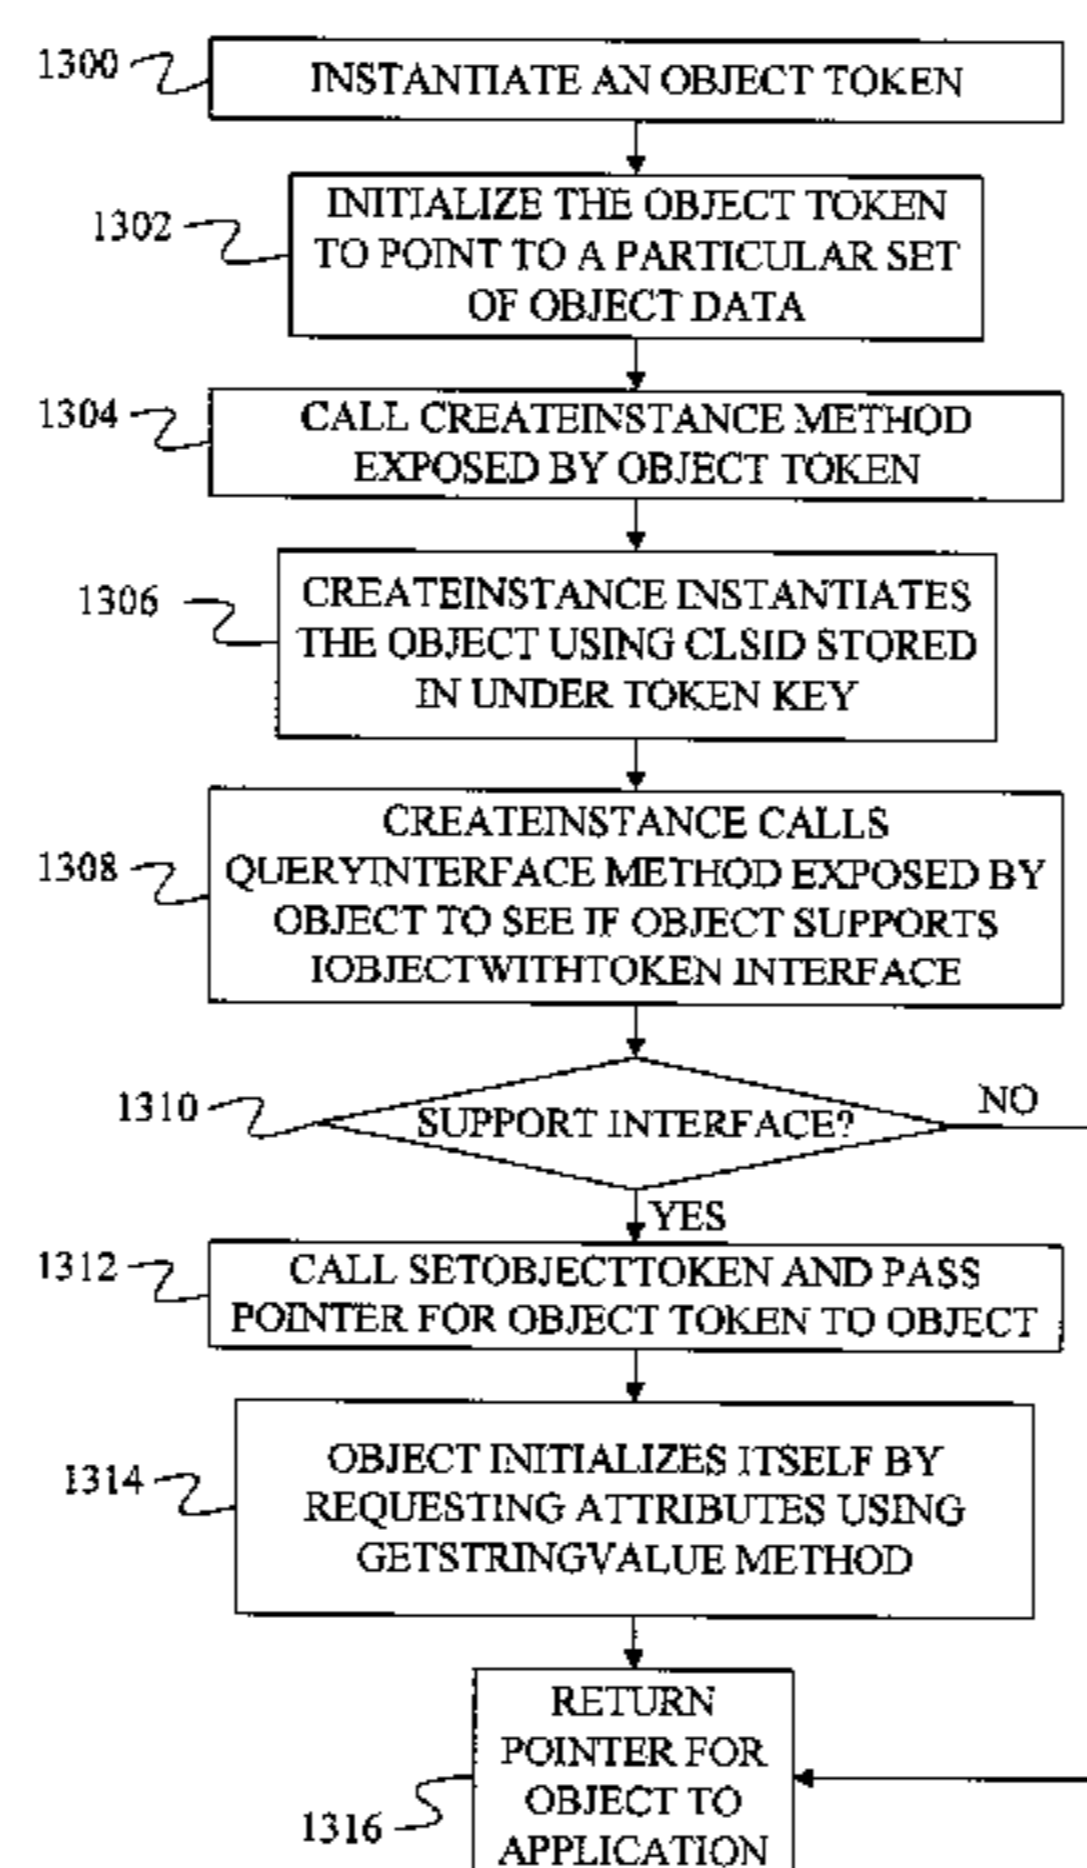 1300
INSTANTIATE AN OBJECT TOKEN
1302
INITIALIZE THE OBJECT TOKEN
TO POINT TO A PARTICULAR SET
OF OBJECT DATA
1304
CALL CREATEINSTANCE METHOD
EXPOSED BY OBJECT TOKEN
1306
CREATEINSTANCE INSTANTIATES
THE OBJECT USING CLSID STORED
IN UNDER TOKEN KEY
1308
CREATEINSTANCE CALLS
QUERYINTERFACE METHOD EXPOSED BY
OBJECT TO SEE IF OBJECT SUPPORTS
IOBJECTWITHTOKEN INTERFACE
1310
SUPPORT INTERFACE?
NO
YES
1312
CALL SETOBJECTTOKEN AND PASS
POINTER FOR OBJECT TOKEN TO OBJECT
1314
OBJECT INITIALIZES ITSELF BY
REQUESTING ATTRIBUTES USING
GETSTRINGVALUE METHOD
1316
RETURN
POINTER FOR
OBJECT TO
APPLICATION